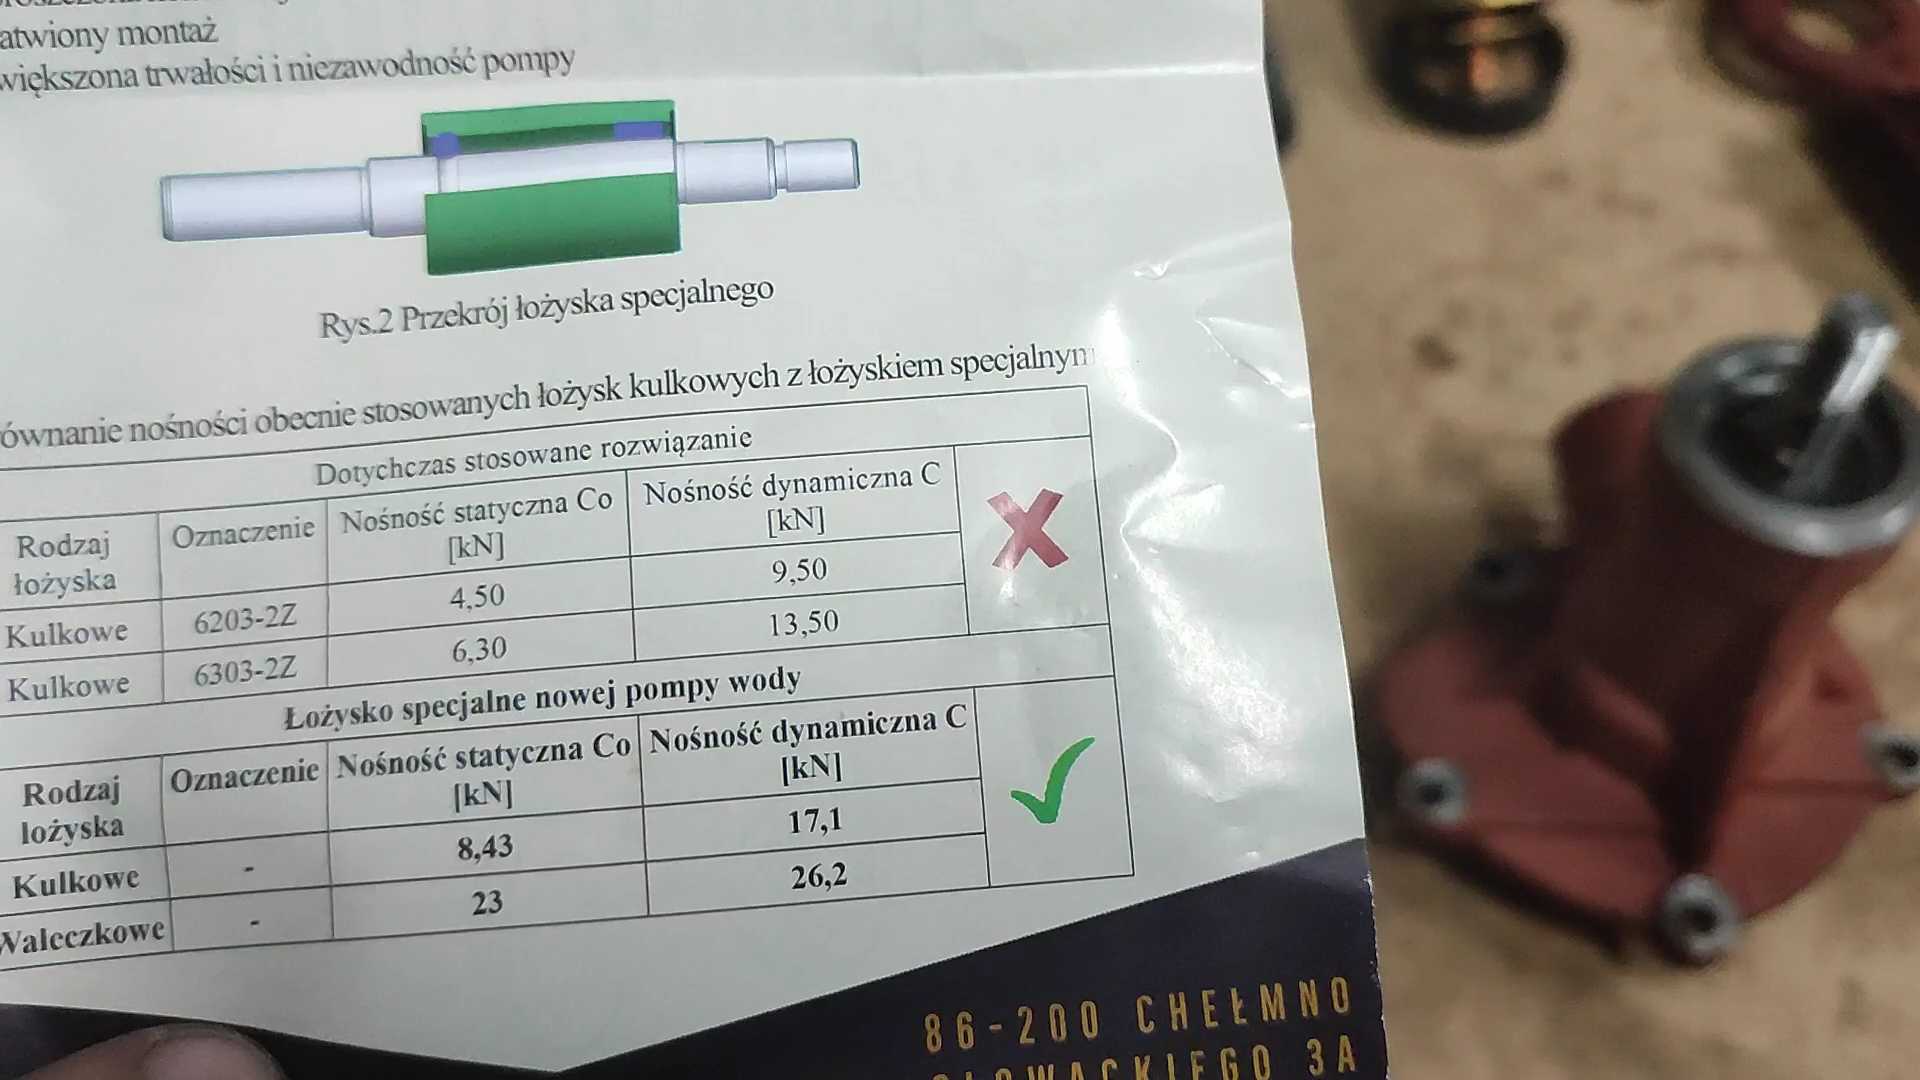 atwiony montaż
większona trwałości i niezawodność pompy
Rys.2 Przekrój łożyska specjalnego
ównanie nośności obecnie stosowanych łożysk kulkowych z łożyskiem specjalnym
Dotychczas stosowane rozwiązanie
Rodzaj łożyska Oznaczenie Nośność statyczna Co [kN] Nośność dynamiczna C [kN]
Kulkowe 6203-2Z 4,50 9,50
Kulkowe 6303-2Z 6,30 13,50
Łożysko specjalne nowej pompy wody
Rodzaj łożyska Oznaczenie Nośność statyczna Co [kN] Nośność dynamiczna C [kN]
Kulkowe - 8,43 17,1
Waleczkowe - 23 26,2
86-200 CHEŁMNO
SŁOWACKIEGO 3A